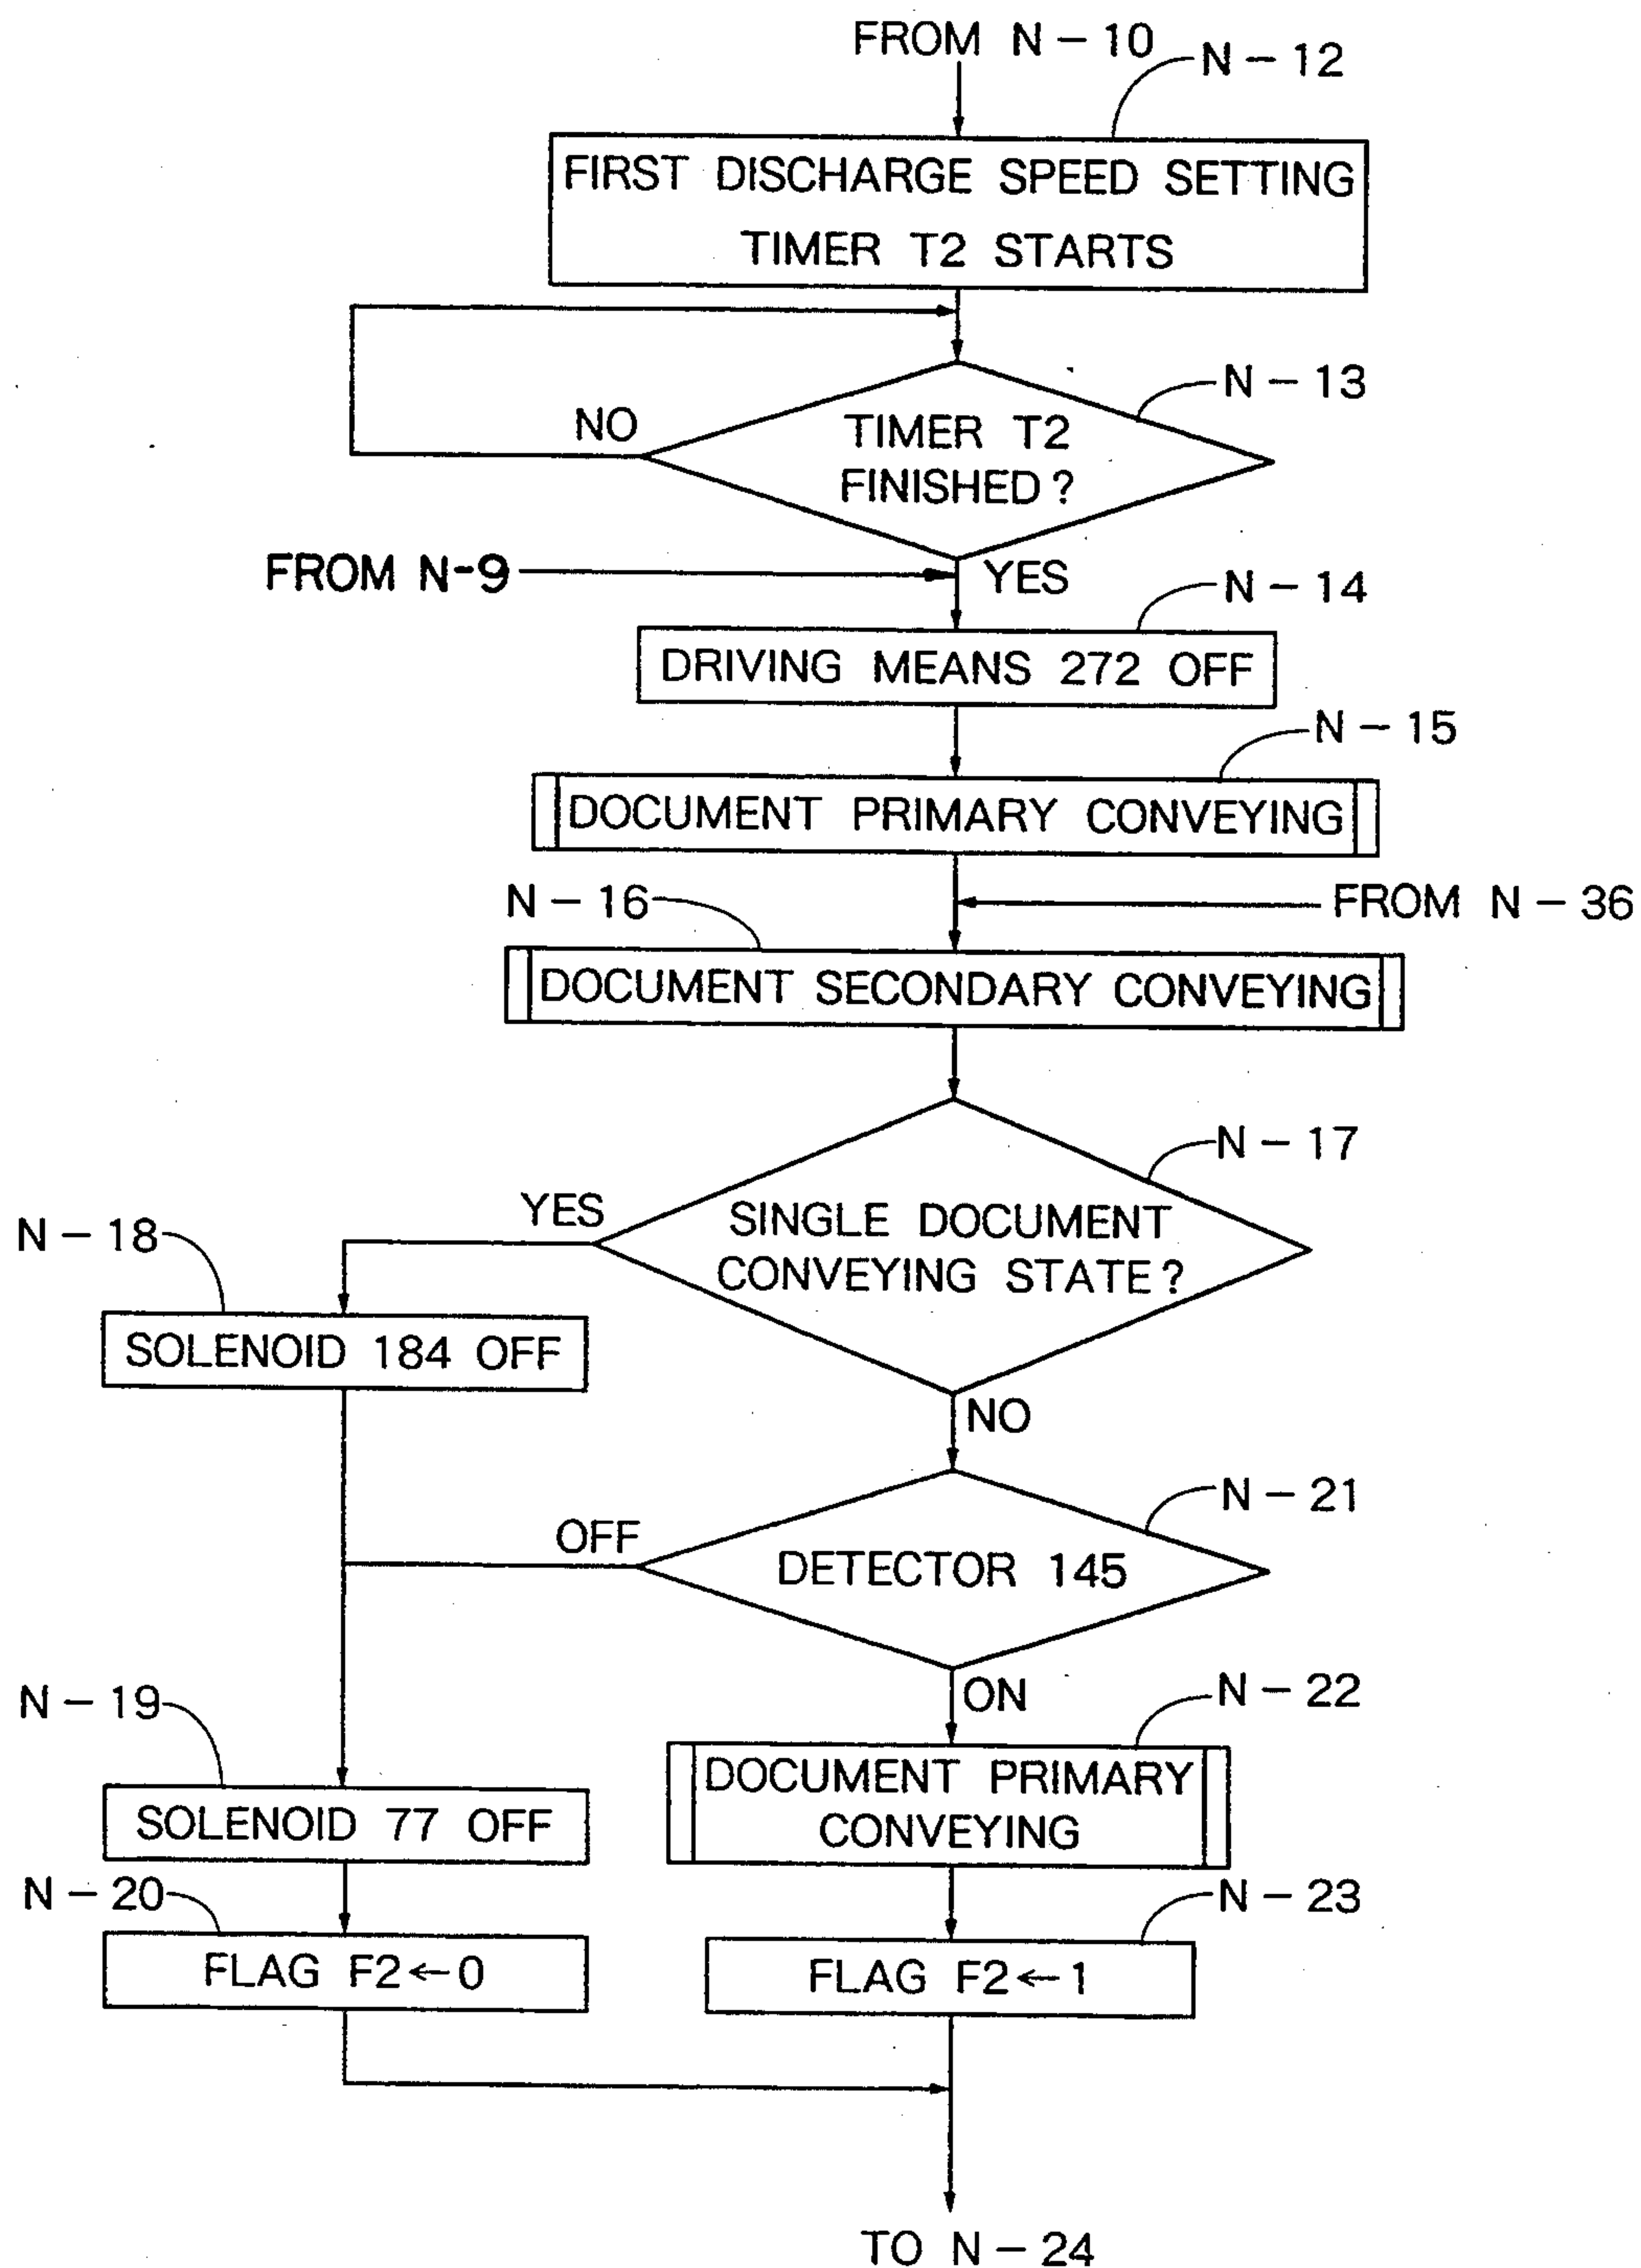 FROM N-10
N-12
FIRST DISCHARGE SPEED SETTING
TIMER T2 STARTS
N-13
NO
TIMER T2
FINISHED?
FROM N-9
YES
N-14
DRIVING MEANS 272 OFF
N-15
DOCUMENT PRIMARY CONVEYING
N-16
FROM N-36
DOCUMENT SECONDARY CONVEYING
N-17
YES
SINGLE DOCUMENT
CONVEYING STATE?
N-18
SOLENOID 184 OFF
NO
N-21
OFF
DETECTOR 145
ON
N-22
N-19
DOCUMENT PRIMARY
CONVEYING
SOLENOID 77 OFF
N-20
N-23
FLAG F2←0
FLAG F2←1
TO N-24